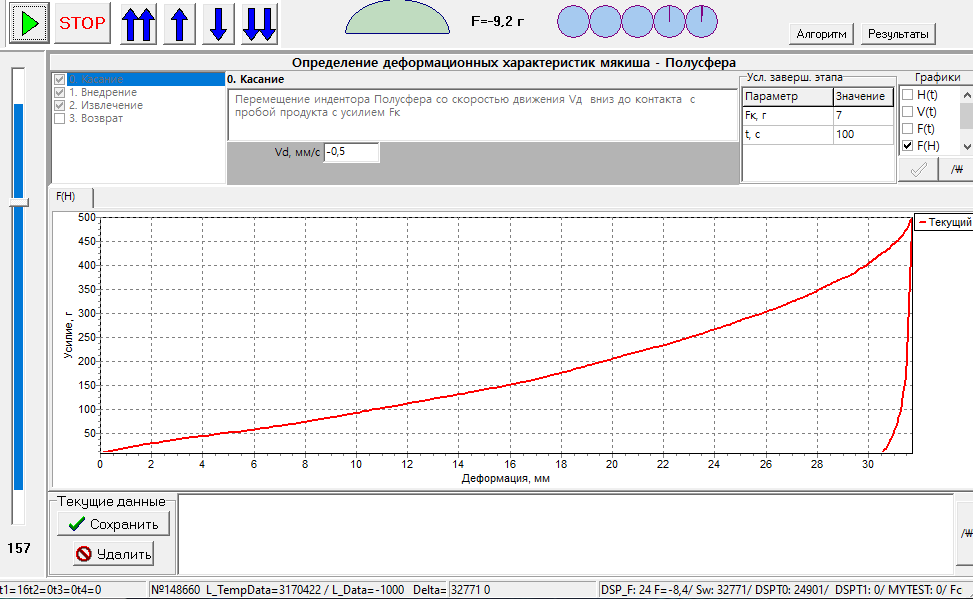 STOP
F=-9,2 г
Алгоритм
Результаты
Определение деформационных характеристик мякиша - Полусфера
0. Касание
1. Внедрение
2. Извлечение
3. Возврат
0. Касание
Перемещение индентора Полусфера со скоростью движения Vд вниз до контакта с
пробой продукта с усилием Fк
Vd, мм/с
-0,5
Усл. заверш. этапа
Параметр Значение
Fк, г 7
t, с 100
Графики
H(t)
V(t)
F(t)
F(H)
/₩
F(H)
Текущий
500
450
400
350
300
250
200
150
100
50
Усилие, г
0 2 4 6 8 10 12 14 16 18 20 22 24 26 28 30
Деформация, мм
157
Текущие данные
Сохранить
Удалить
/₩
t1=16t2=0t3=0t4=0
№148660 L_TempData=3170422 / L_Data=-1000 Delta=
32771 0
DSP_F: 24 F=-8,4/ Sw: 32771/ DSPT0: 24901/ DSPT1: 0/ MYTEST: 0/ Fc